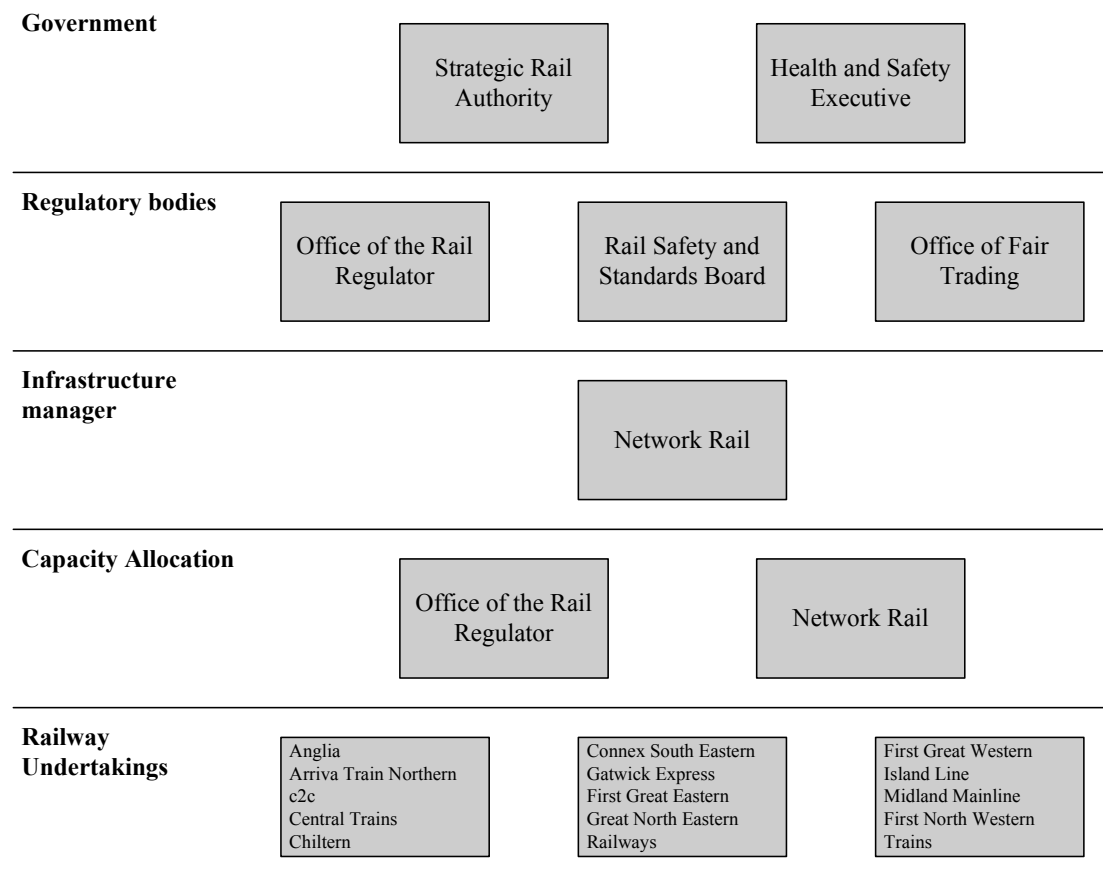 Government
Strategic Rail
Authority
Health and Safety
Executive
Regulatory bodies
Office of the Rail
Regulator
Rail Safety and
Standards Board
Office of Fair
Trading
Infrastructure
manager
Network Rail
Capacity Allocation
Office of the Rail
Regulator
Network Rail
Railway
Undertakings
Anglia
Arriva Train Northern
c2c
Central Trains
Chiltern
Connex South Eastern
Gatwick Express
First Great Eastern
Great North Eastern
Railways
First Great Western
Island Line
Midland Mainline
First North Western
Trains